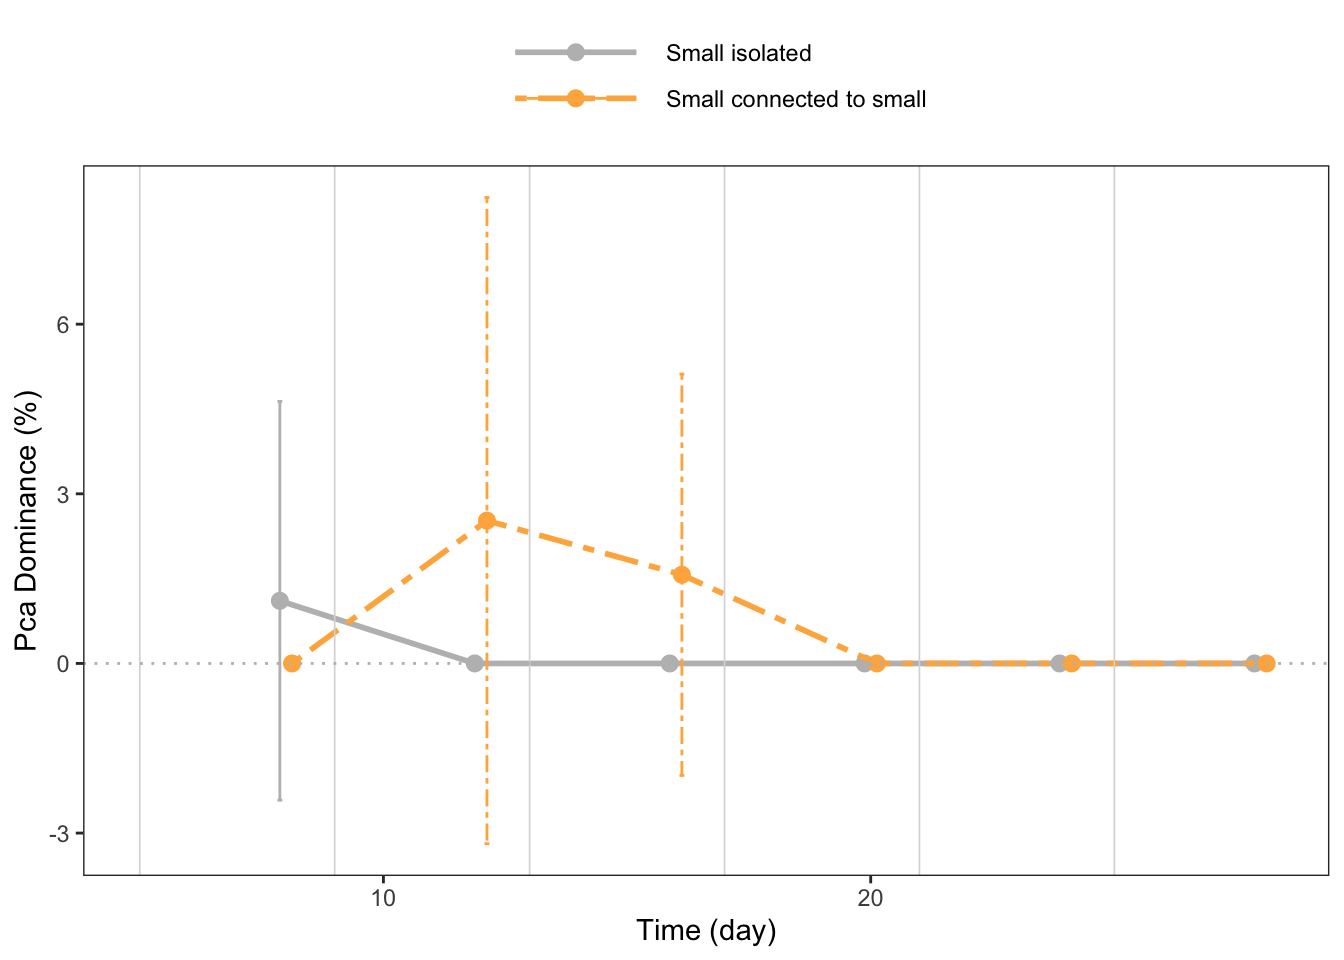 Small isolated
Small connected to small
Pca Dominance (%)
6
3
0
-3
10
20
Time (day)